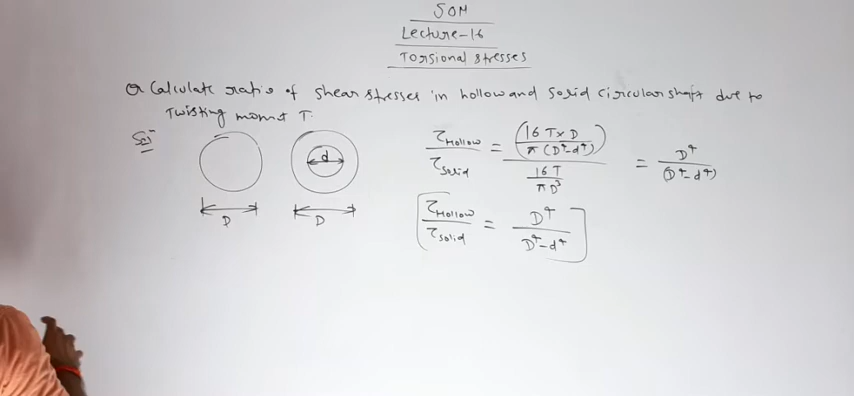 SOM
Lecture-16
Torsional stresses
Q Calculate ratio of shear stresses in hollow and solid circular shaft due to
Twisting moment T.
Sol
d
D
D
τHollow / τSolid = (16 T×D / π(D⁴-d⁴)) / (16 T / πD³) = D⁴ / (D⁴-d⁴)
τHollow / τSolid = D⁴ / D⁴-d⁴